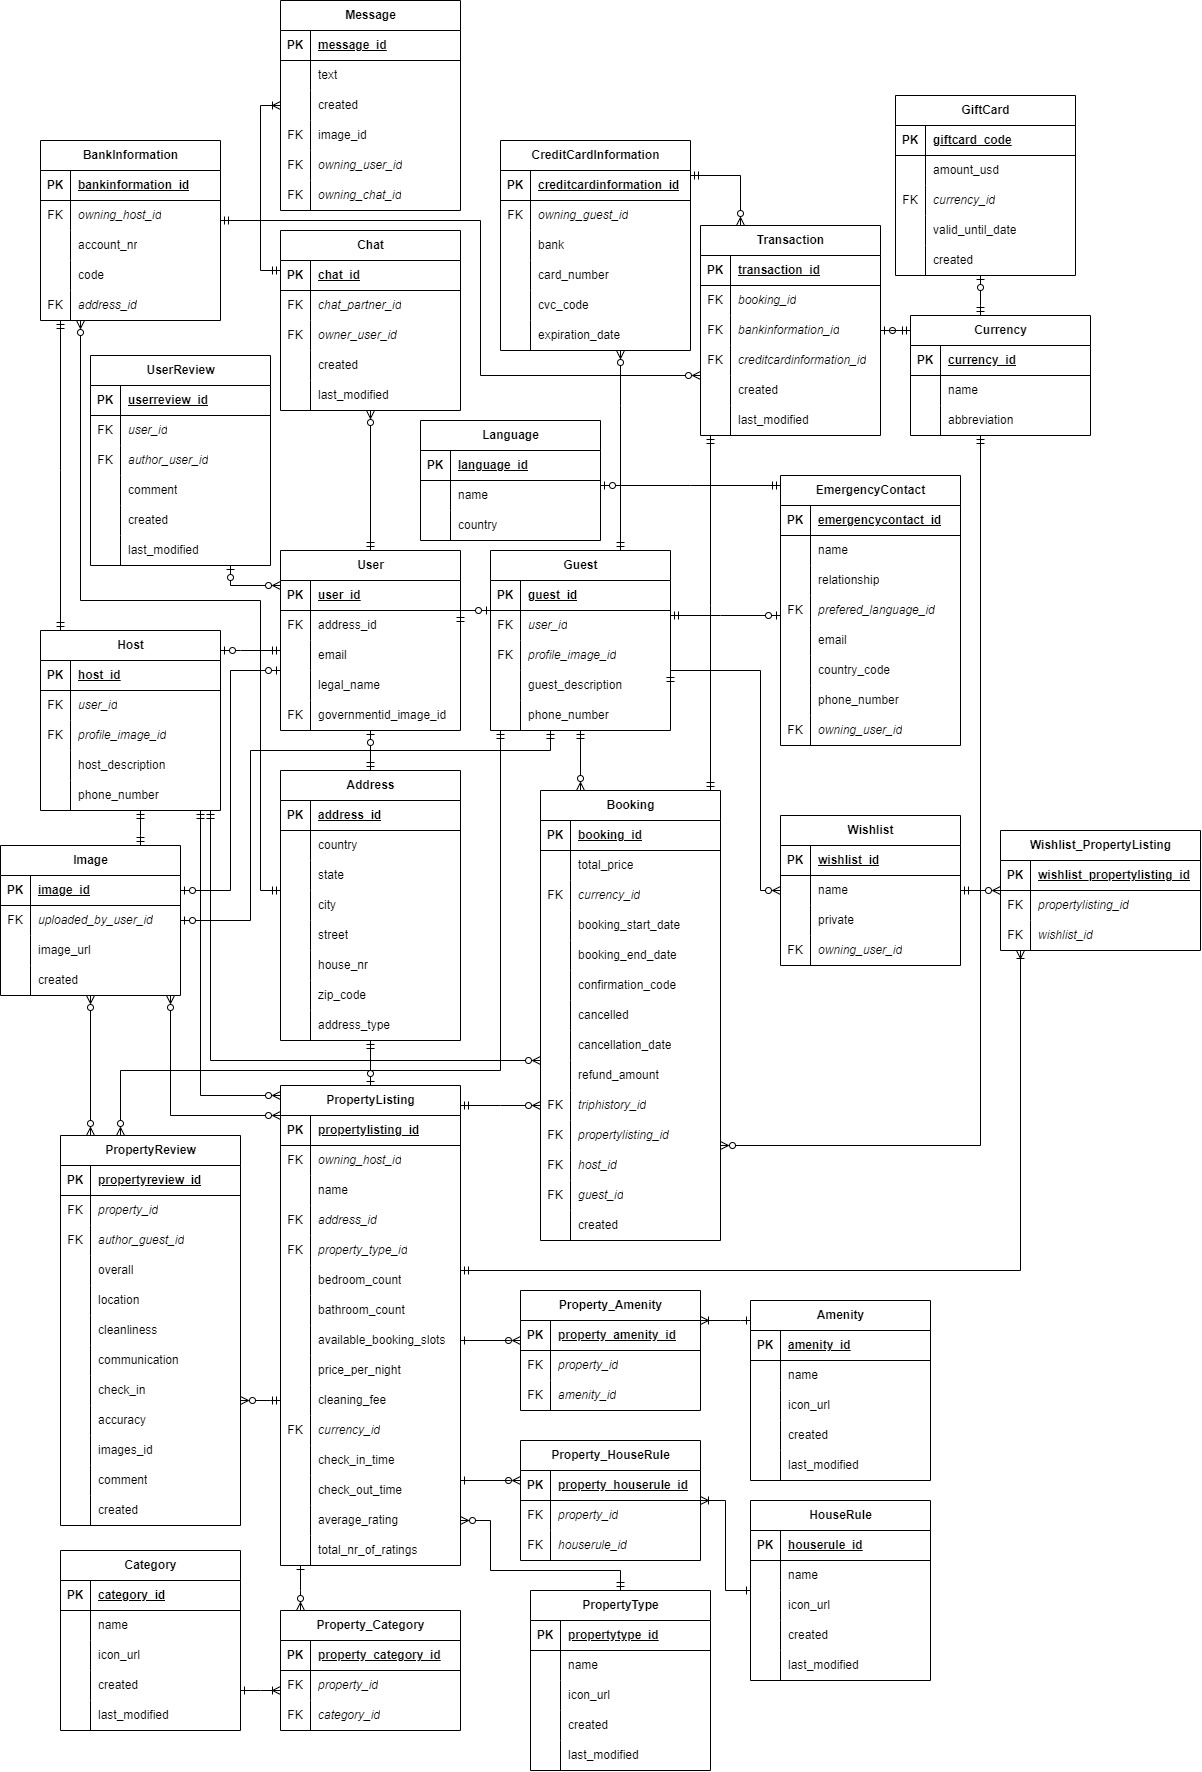 Message
PK message_id
text
created
FK image_id
FK owning_user_id
FK owning_chat_id
GiftCard
PK giftcard_code
amount_usd
FK currency_id
valid_until_date
created
BankInformation
PK bankinformation_id
FK owning_host_id
account_nr
code
FK address_id
CreditCardInformation
PK creditcardinformation_id
FK owning_guest_id
bank
card_number
cvc_code
expiration_date
Transaction
PK transaction_id
FK booking_id
FK bankinformation_id
FK creditcardinformation_id
created
last_modified
Chat
PK chat_id
FK chat_partner_id
FK owner_user_id
created
last_modified
Currency
PK currency_id
name
abbreviation
UserReview
PK userreview_id
FK user_id
FK author_user_id
comment
created
last_modified
Language
PK language_id
name
country
EmergencyContact
PK emergencycontact_id
name
relationship
FK prefered_language_id
email
country_code
phone_number
FK owning_user_id
User
PK user_id
FK address_id
email
legal_name
FK governmentid_image_id
Guest
PK guest_id
FK user_id
FK profile_image_id
guest_description
phone_number
Host
PK host_id
FK user_id
FK profile_image_id
host_description
phone_number
Address
PK address_id
country
state
city
street
house_nr
zip_code
address_type
Booking
PK booking_id
total_price
FK currency_id
booking_start_date
booking_end_date
confirmation_code
cancelled
cancellation_date
refund_amount
FK triphistory_id
FK propertylisting_id
FK host_id
FK guest_id
created
Wishlist
PK wishlist_id
name
private
FK owning_user_id
Wishlist_PropertyListing
PK wishlist_propertylisting_id
FK propertylisting_id
FK wishlist_id
Image
PK image_id
FK uploaded_by_user_id
image_url
created
PropertyListing
PK propertylisting_id
FK owning_host_id
name
FK address_id
FK property_type_id
bedroom_count
bathroom_count
available_booking_slots
price_per_night
cleaning_fee
FK currency_id
check_in_time
check_out_time
average_rating
total_nr_of_ratings
PropertyReview
PK propertyreview_id
FK property_id
FK author_guest_id
overall
location
cleanliness
communication
check_in
accuracy
images_id
comment
created
Property_Amenity
PK property_amenity_id
FK property_id
FK amenity_id
Amenity
PK amenity_id
name
icon_url
created
last_modified
Property_HouseRule
PK property_houserule_id
FK property_id
FK houserule_id
HouseRule
PK houserule_id
name
icon_url
created
last_modified
Category
PK category_id
name
icon_url
created
last_modified
Property_Category
PK property_category_id
FK property_id
FK category_id
PropertyType
PK propertytype_id
name
icon_url
created
last_modified